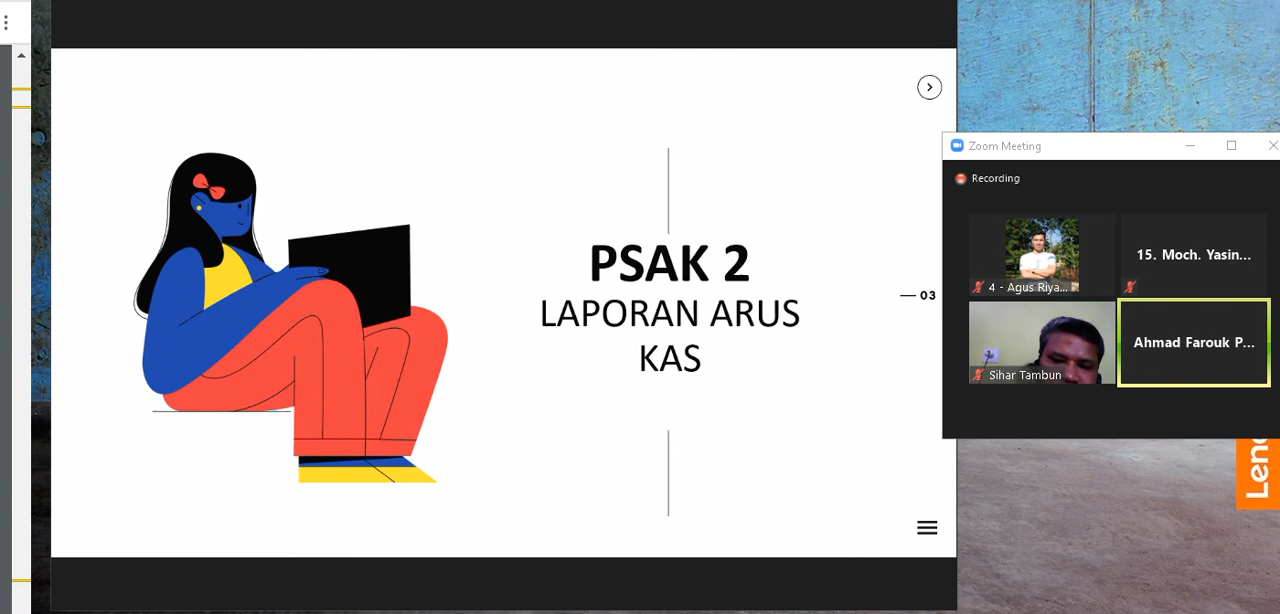 PSAK 2
LAPORAN ARUS
KAS
03
Zoom Meeting
Recording
4 - Agus Riya...
15. Moch. Yasin...
Sihar Tambun
Ahmad Farouk P...